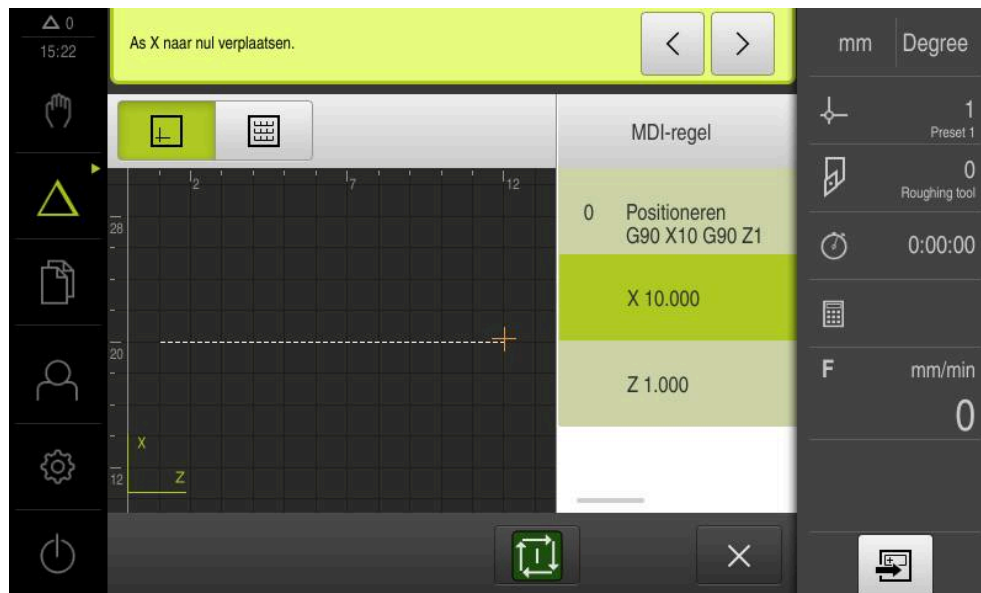 0
15:22
As X naar nul verplaatsen.
mm Degree
MDI-regel
1
Preset 1
0
Roughing tool
0:00:00
F mm/min
0
2 7 12
28
20
12
X
Z
0 Positioneren
G90 X10 G90 Z1
X 10.000
Z 1.000